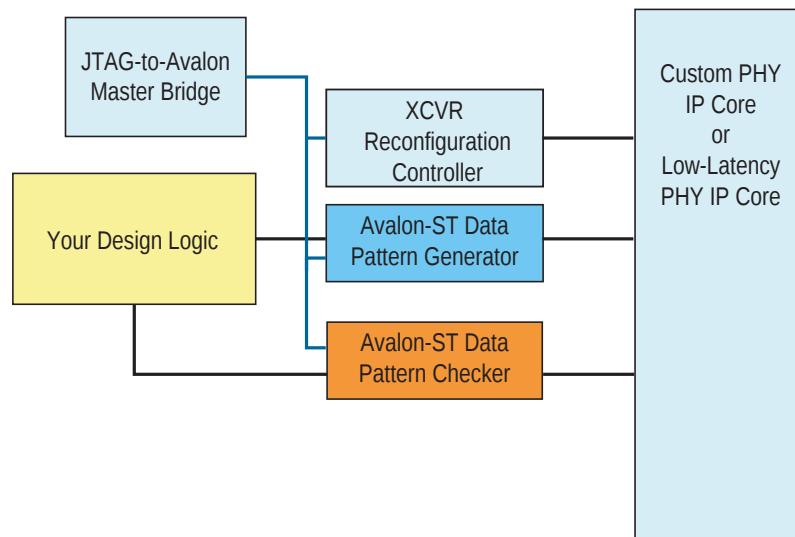 JTAG-to-Avalon
Master Bridge
XCVR
Reconfiguration
Controller
Custom PHY
IP Core
or
Low-Latency
PHY IP Core
Your Design Logic
Avalon-ST Data
Pattern Generator
Avalon-ST Data
Pattern Checker